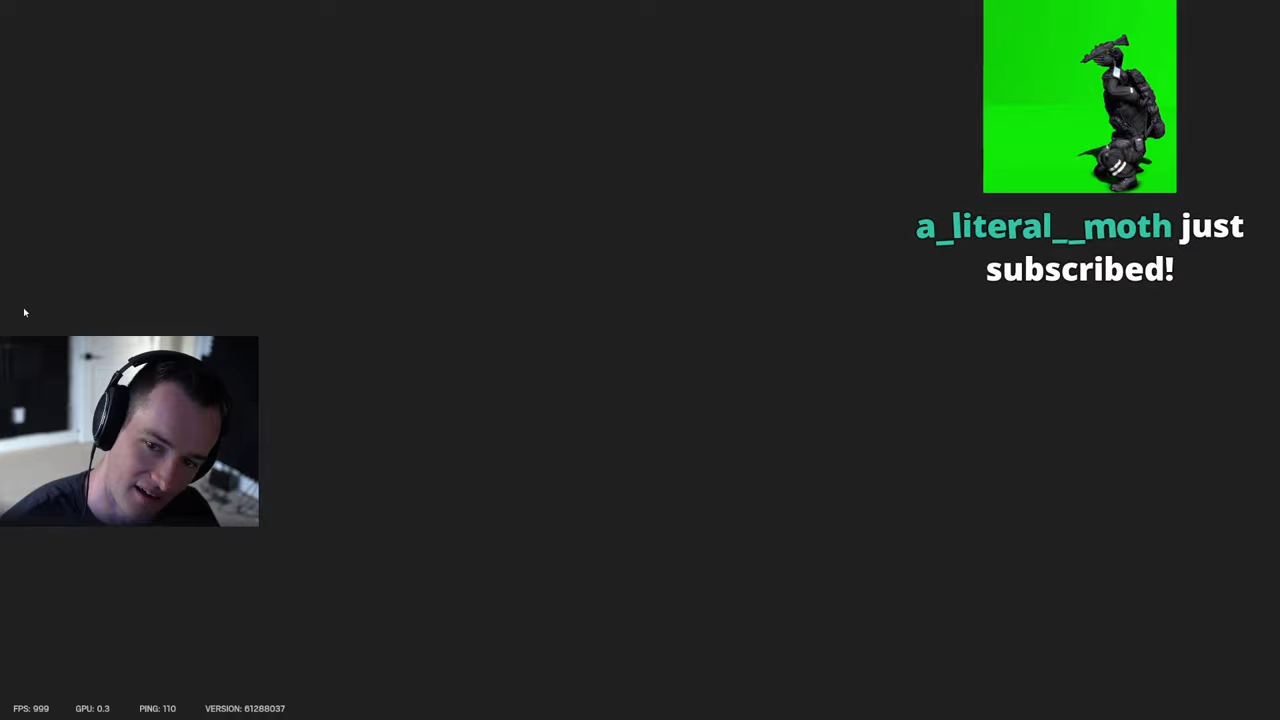 a_literal__moth just
subscribed!
FPS: 999 GPU: 0.3 PING: 110 VERSION: 61288037